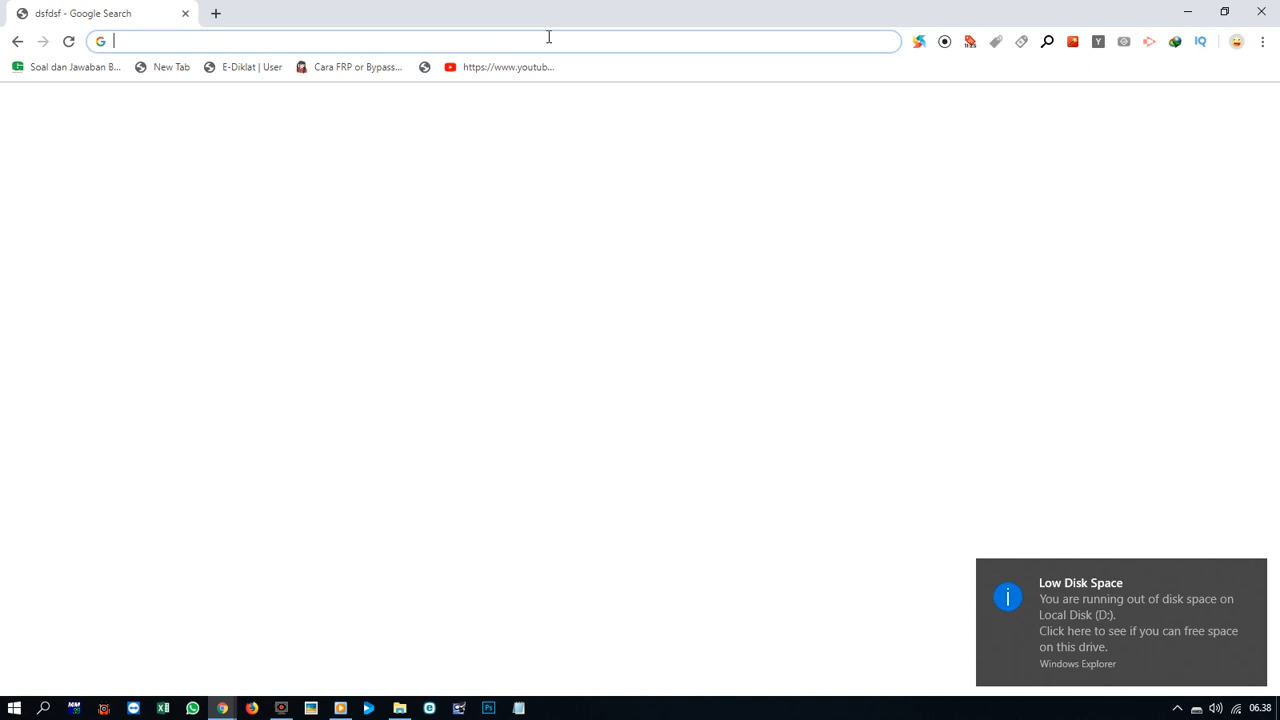 dsfdsf - Google Search
Soal dan Jawaban B...
New Tab
E-Diklat | User
Cara FRP or Bypass...
https://www.youtub...
IQ
Low Disk Space
You are running out of disk space on
Local Disk (D:).
Click here to see if you can free space
on this drive.
Windows Explorer
Ps
06.38